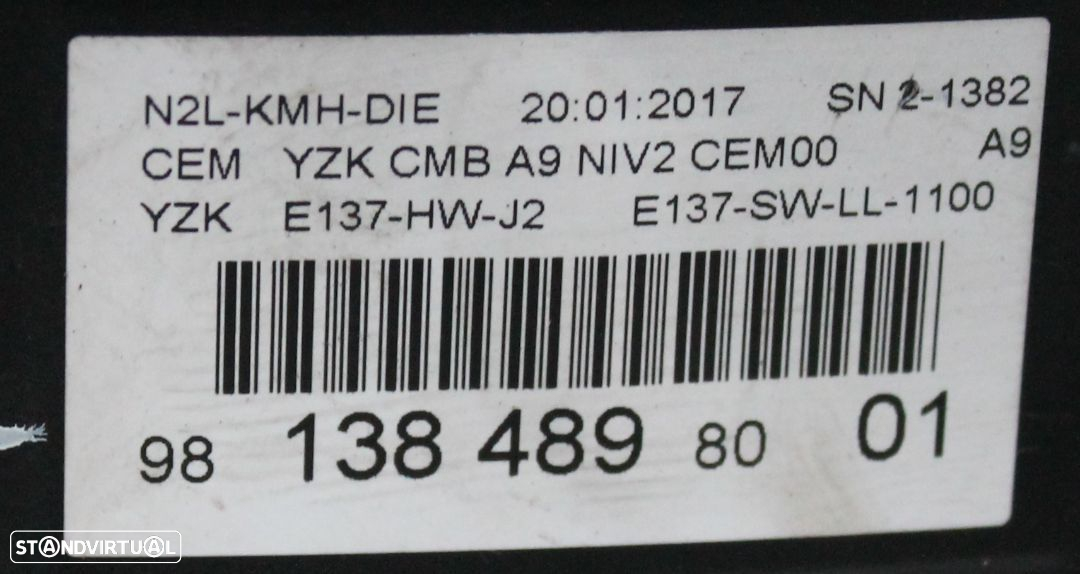 N2L-KMH-DIE 20:01:2017 SN 2-1382
CEM YZK CMB A9 NIV2 CEM00 A9
YZK E137-HW-J2 E137-SW-LL-1100
98 138 489 80 01
STANDVIRTUAL